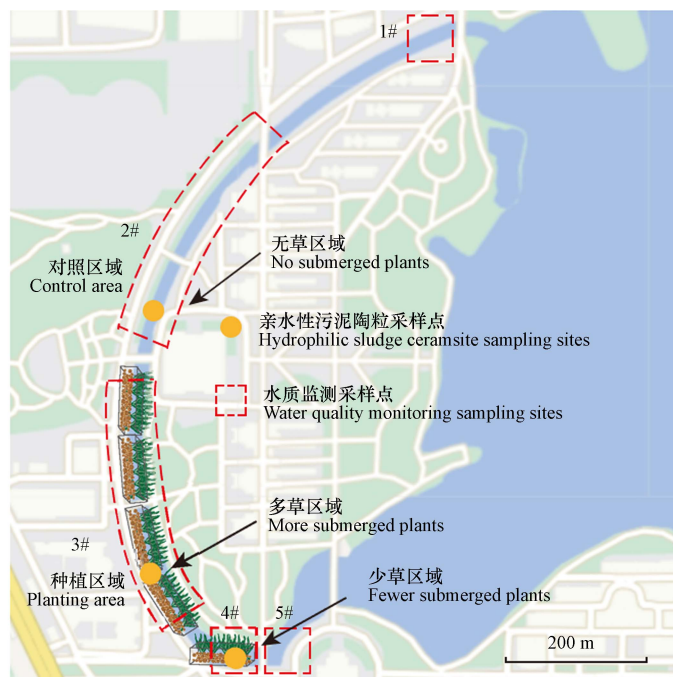 1#
2#
对照区域
Control area
无草区域
No submerged plants
亲水性污泥陶粒采样点
Hydrophilic sludge ceramsite sampling sites
水质监测采样点
Water quality monitoring sampling sites
多草区域
More submerged plants
3#
种植区域
Planting area
少草区域
Fewer submerged plants
4#
5#
200 m